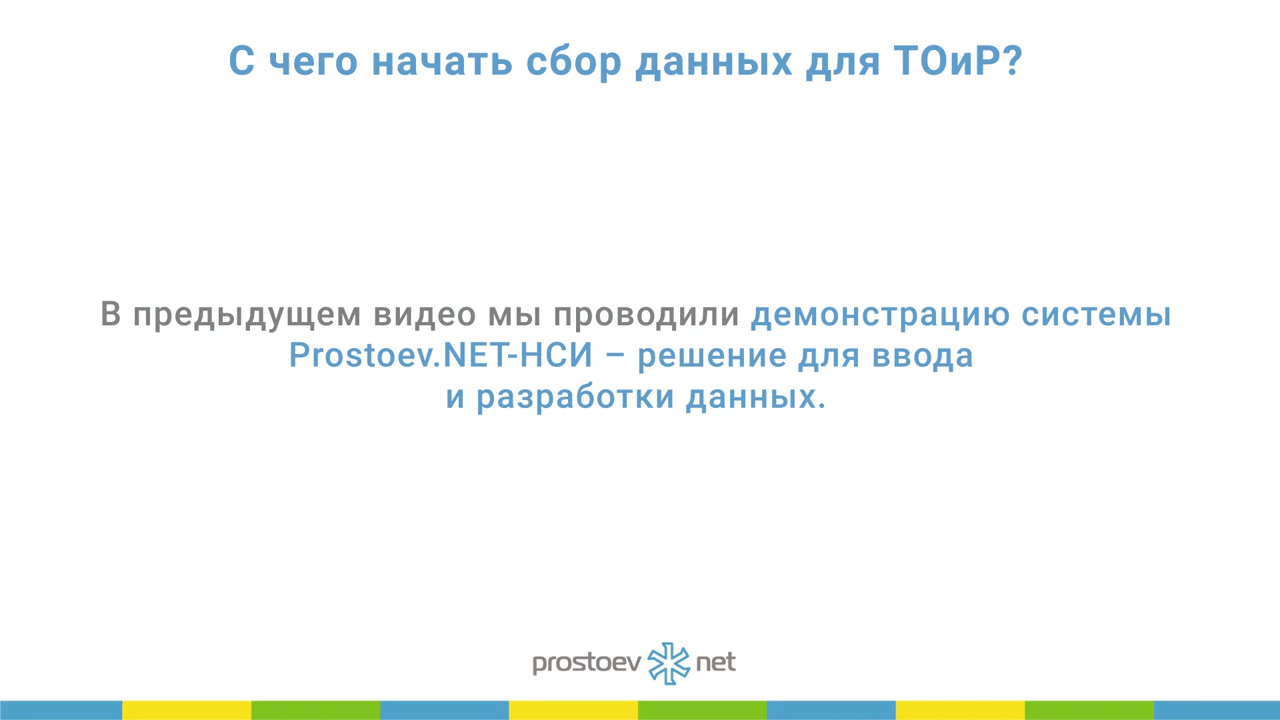 С чего начать сбор данных для ТОиР?
В предыдущем видео мы проводили демонстрацию системы
Prostoev.NET-НСИ – решение для ввода
и разработки данных.
prostoev net